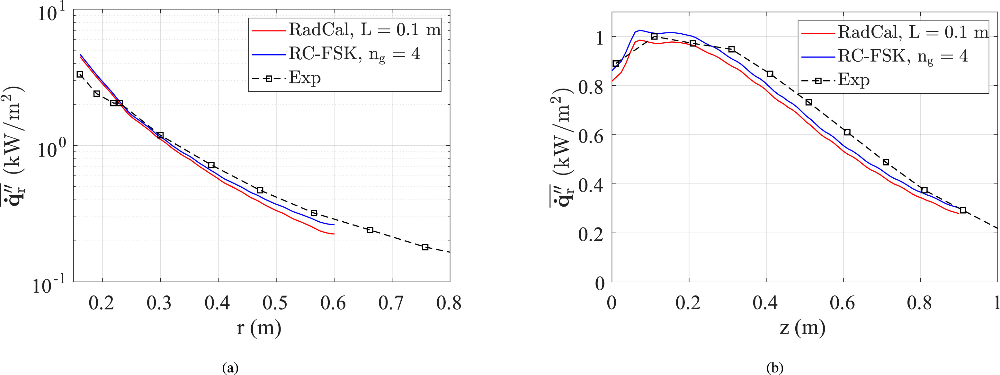 10^1
10^0
10^-1
q̇_r'' (kW/m^2)
RadCal, L = 0.1 m
RC-FSK, n_g = 4
Exp
0.2 0.3 0.4 0.5 0.6 0.7 0.8
r (m)
(a)
1
0.8
0.6
0.4
0.2
0
q̇_r'' (kW/m^2)
RadCal, L = 0.1 m
RC-FSK, n_g = 4
Exp
0 0.2 0.4 0.6 0.8 1
z (m)
(b)